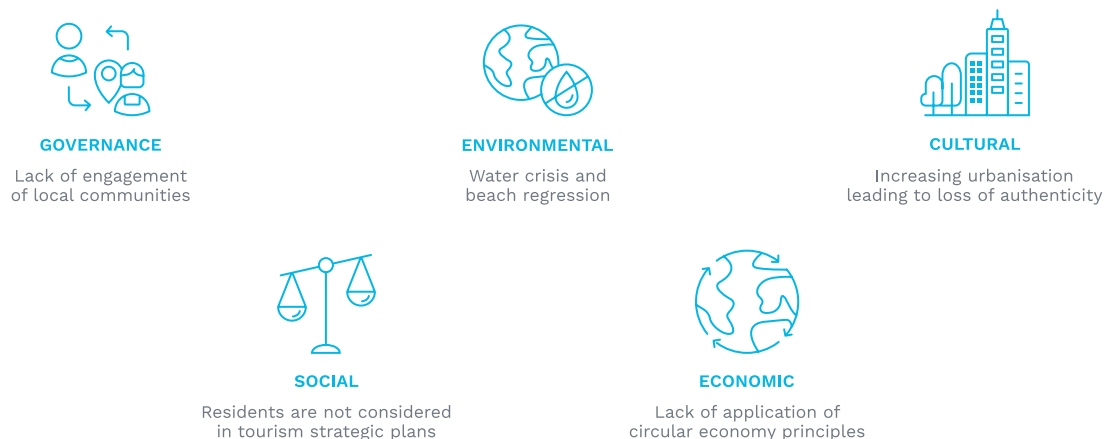 GOVERNANCE
Lack of engagement
of local communities
ENVIRONMENTAL
Water crisis and
beach regression
CULTURAL
Increasing urbanisation
leading to loss of authenticity
SOCIAL
Residents are not considered
in tourism strategic plans
ECONOMIC
Lack of application of
circular economy principles